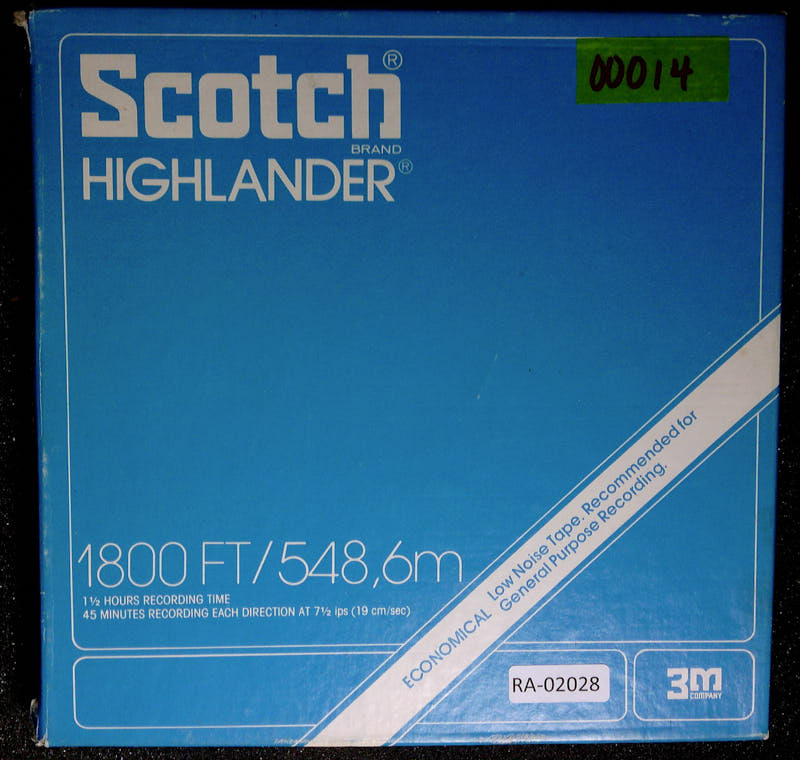 Scotch®
BRAND
HIGHLANDER®
00014
1800 FT/548,6m
1½ HOURS RECORDING TIME
45 MINUTES RECORDING EACH DIRECTION AT 7½ ips (19 cm/sec)
ECONOMICAL Low Noise Tape. Recommended for
General Purpose Recording.
RA-02028
3M
COMPANY